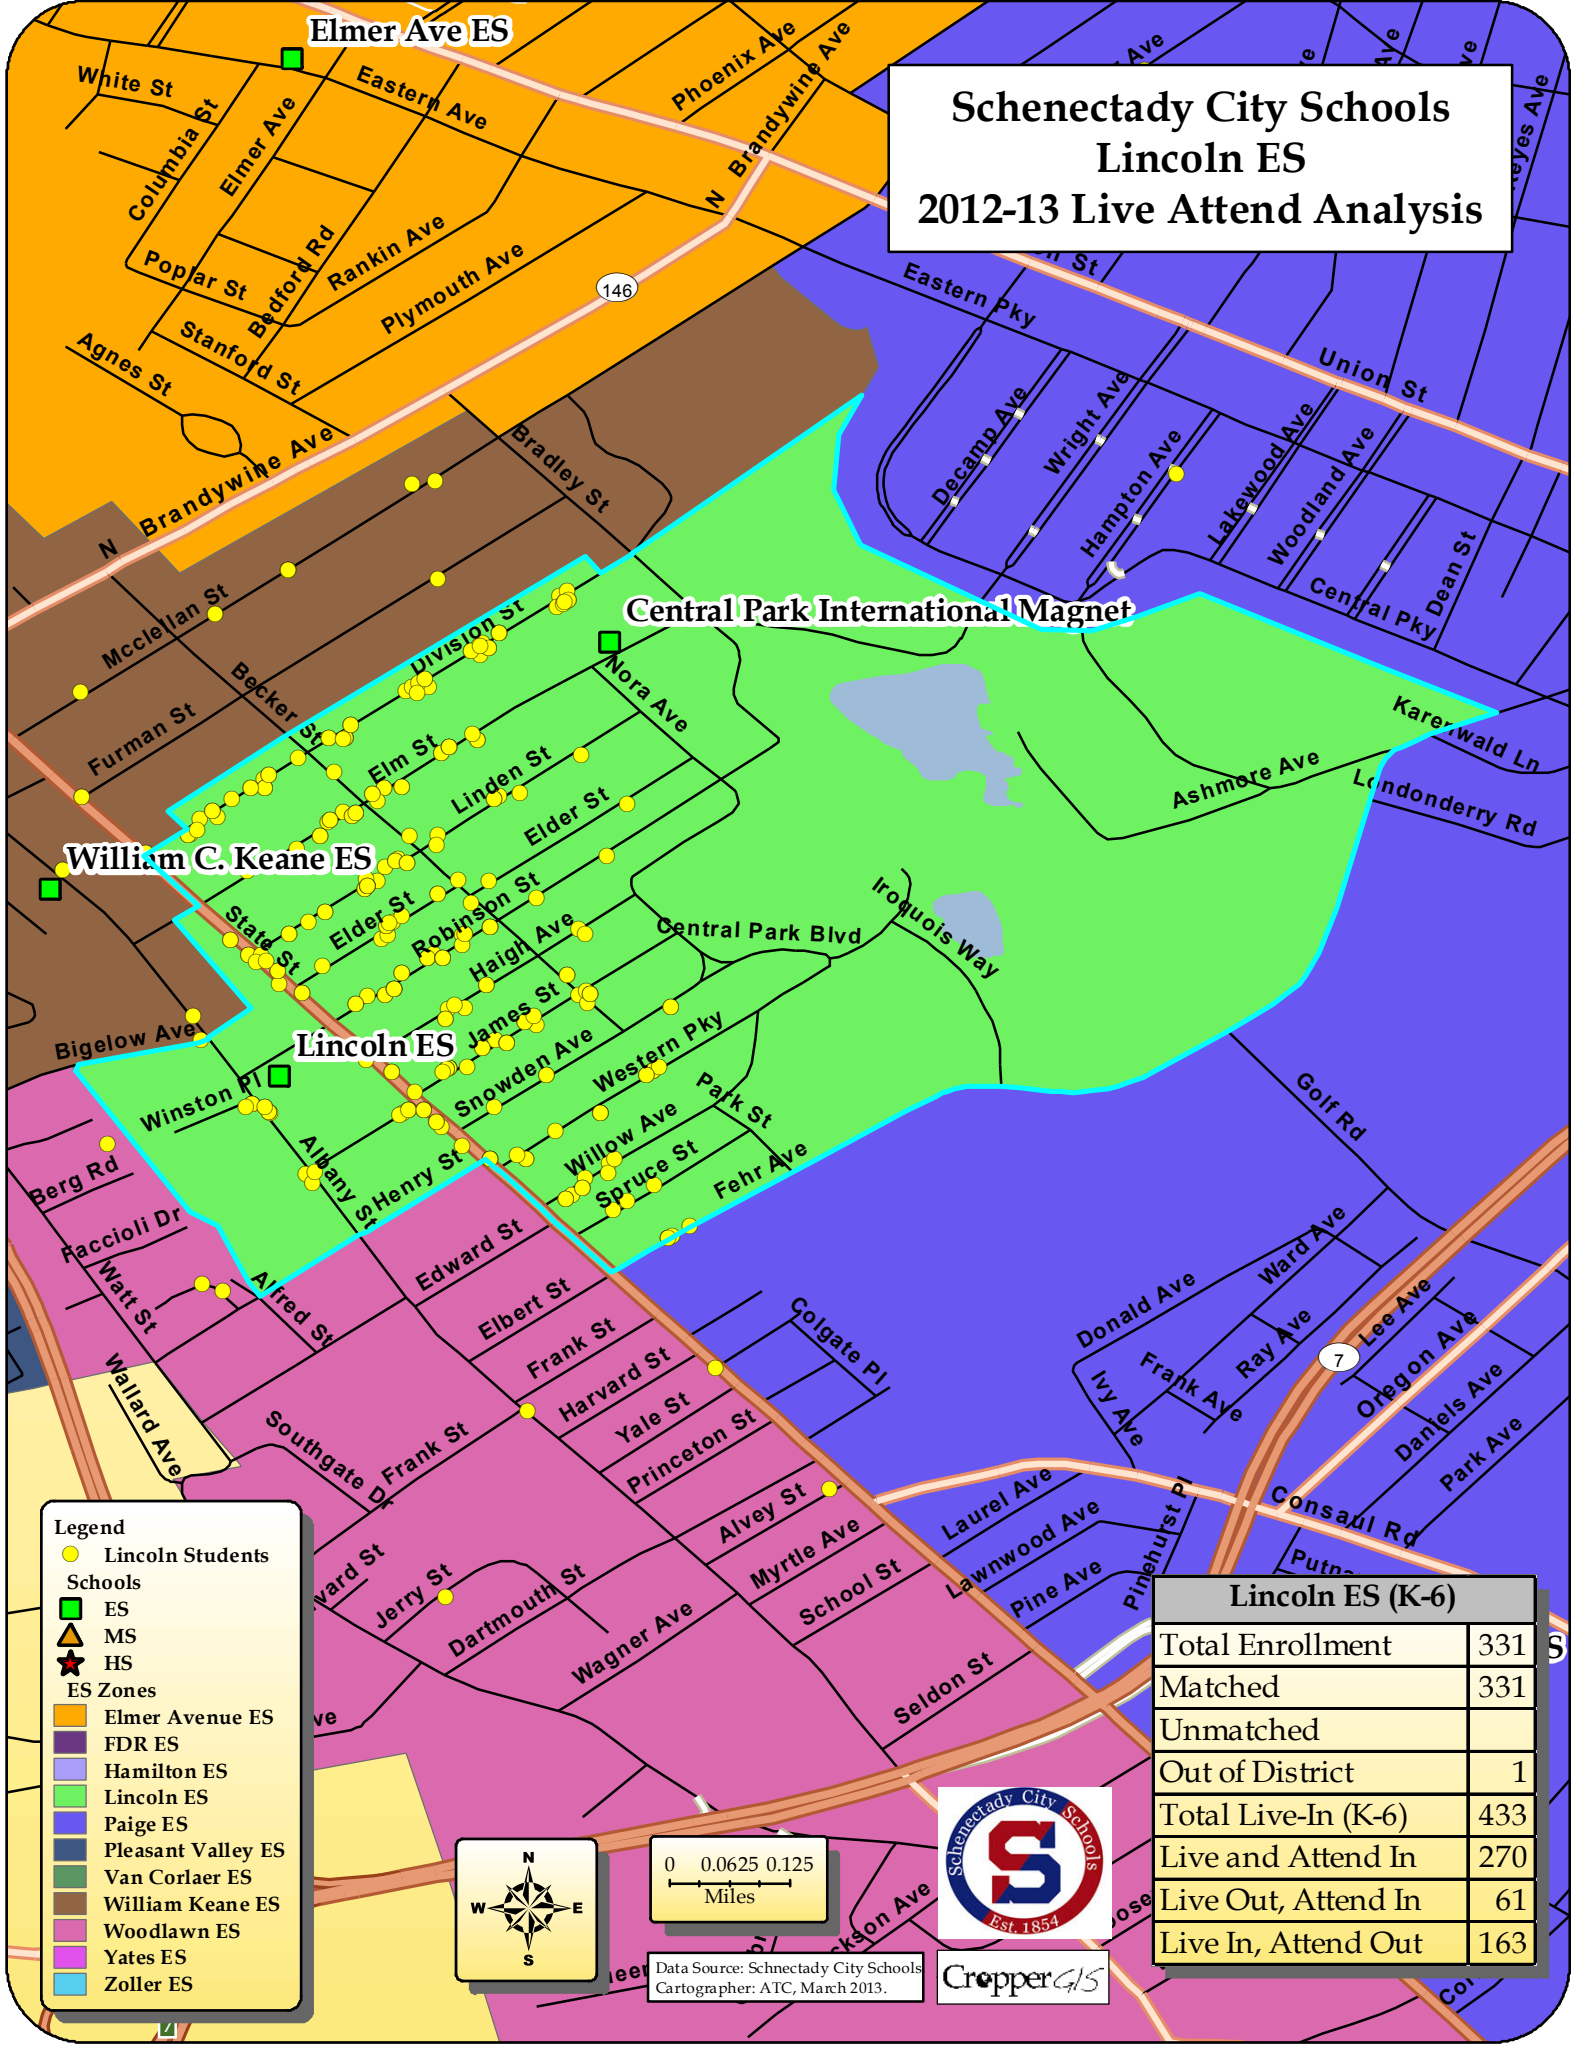 Elmer Ave ES
Schenectady City Schools
Lincoln ES
2012-13 Live Attend Analysis
White St
Columbia St
Elmer Ave
Eastern Ave
Phoenix Ave
N Brandywine Ave
Poplar St
Bedford Rd
Rankin Ave
Plymouth Ave
146
Stanford St
Agnes St
N Brandywine Ave
Eastern Pky
Union St
Bradley St
Decamp Ave
Wright Ave
Hampton Ave
Lakewood Ave
Woodland Ave
Dean St
Central Pky
Mcclellan St
Furman St
Becker St
Division St
Central Park International Magnet
Nora Ave
Elm St
Linden St
Elder St
Karenwald Ln
Ashmore Ave
Londonderry Rd
William C. Keane ES
State St
Elder St
Robinson St
Haigh Ave
Central Park Blvd
Iroquois Way
James St
Bigelow Ave
Lincoln ES
Snowden Ave
Western Pky
Winston Pl
Park St
Willow Ave
Spruce St
Fehr Ave
Golf Rd
Berg Rd
Albany St
Henry St
Faccioli Dr
Watt St
Alfred St
Edward St
Elbert St
Frank St
Harvard St
Yale St
Princeton St
Colgate Pl
Donald Ave
Ward Ave
Ray Ave
Frank Ave
Ivy Ave
Lee Ave
7
Oregon Ave
Daniels Ave
Park Ave
Wallard Ave
Southgate Dr
Frank St
Alvey St
Myrtle Ave
School St
Laurel Ave
Lawnwood Ave
Pine Ave
Pinehurst Pl
Consaul Rd
Jerry St
Dartmouth St
Wagner Ave
Seldon St
Legend
Lincoln Students
Schools
ES
MS
HS
ES Zones
Elmer Avenue ES
FDR ES
Hamilton ES
Lincoln ES
Paige ES
Pleasant Valley ES
Van Corlaer ES
William Keane ES
Woodlawn ES
Yates ES
Zoller ES
7
N
W E
S
0 0.0625 0.125
Miles
Data Source: Schnectady City Schools
Cartographer: ATC, March 2013.
Schenectady City Schools
S
Est. 1854
CropperGIS
Lincoln ES (K-6)
Total Enrollment 331
Matched 331
Unmatched
Out of District 1
Total Live-In (K-6) 433
Live and Attend In 270
Live Out, Attend In 61
Live In, Attend Out 163